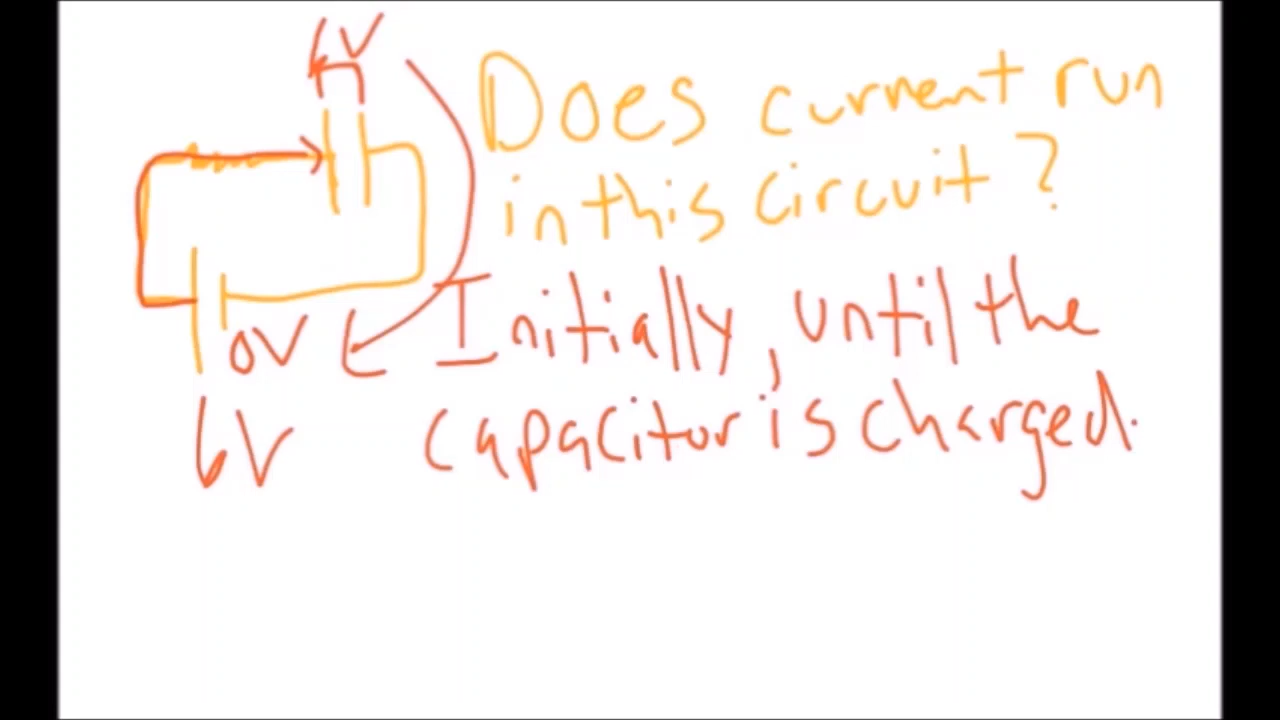 6V
Does current run
in this circuit?
0V
6V
Initially, until the
capacitor is charged.